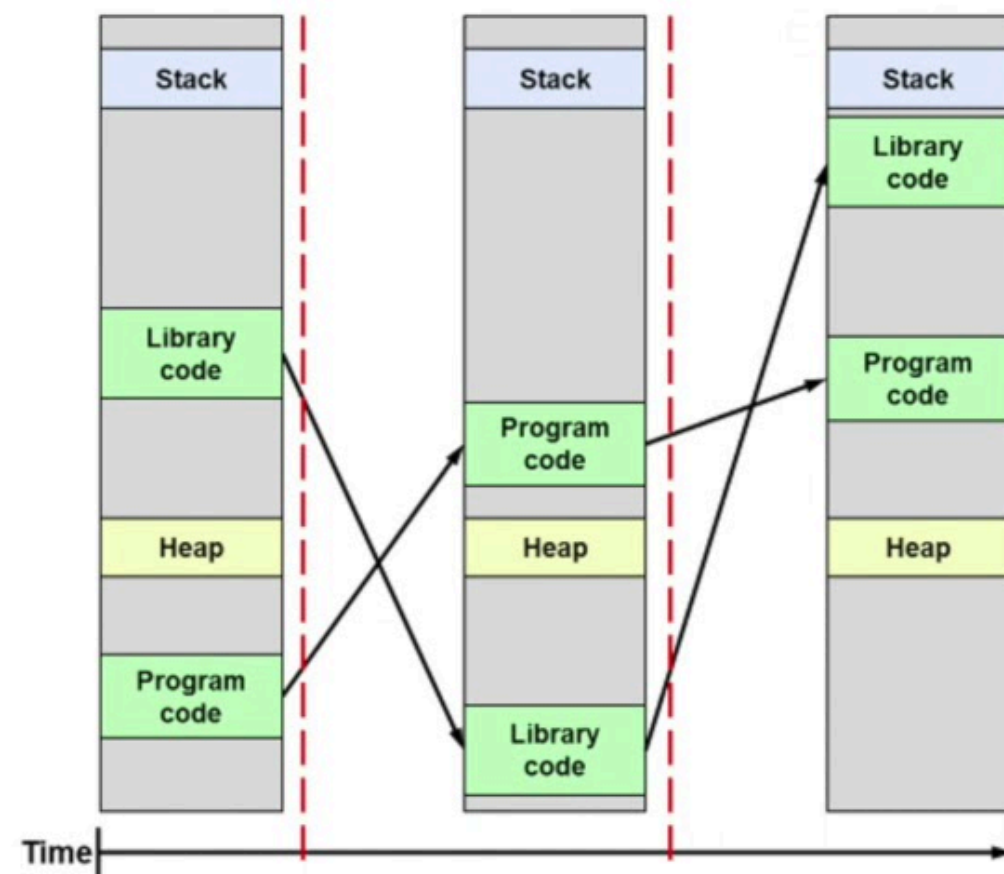 Stack
Library
code
Heap
Program
code
Stack
Program
code
Heap
Library
code
Stack
Library
code
Program
code
Heap
Time